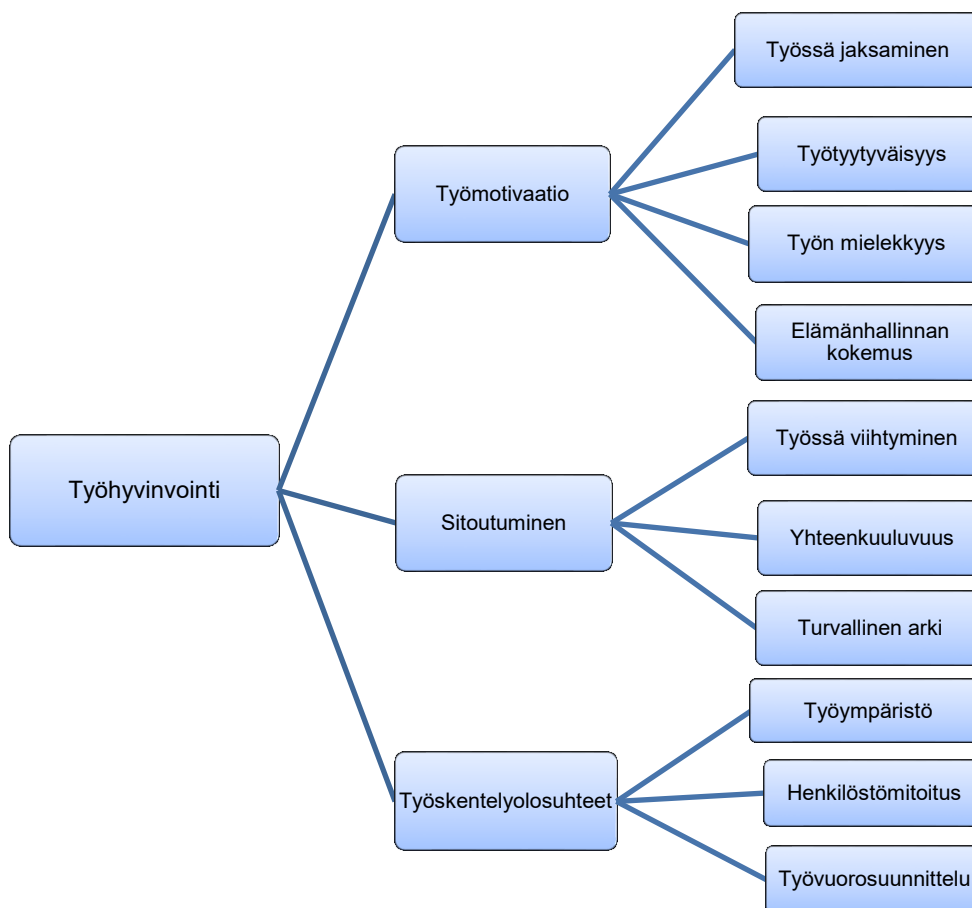 Työhyvinvointi
Työmotivaatio
Työssä jaksaminen
Työtyytyväisyys
Työn mielekkyys
Elämänhallinnan
kokemus
Sitoutuminen
Työssä viihtyminen
Yhteenkuuluvuus
Turvallinen arki
Työskentelyolosuhteet
Työympäristö
Henkilöstömitoitus
Työvuorosuunnittelu